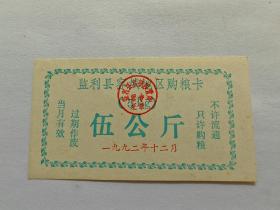 监利县 区购粮卡
当月有效
过期作废
伍公斤
不许流通
只许购粮
一九九二年十二月